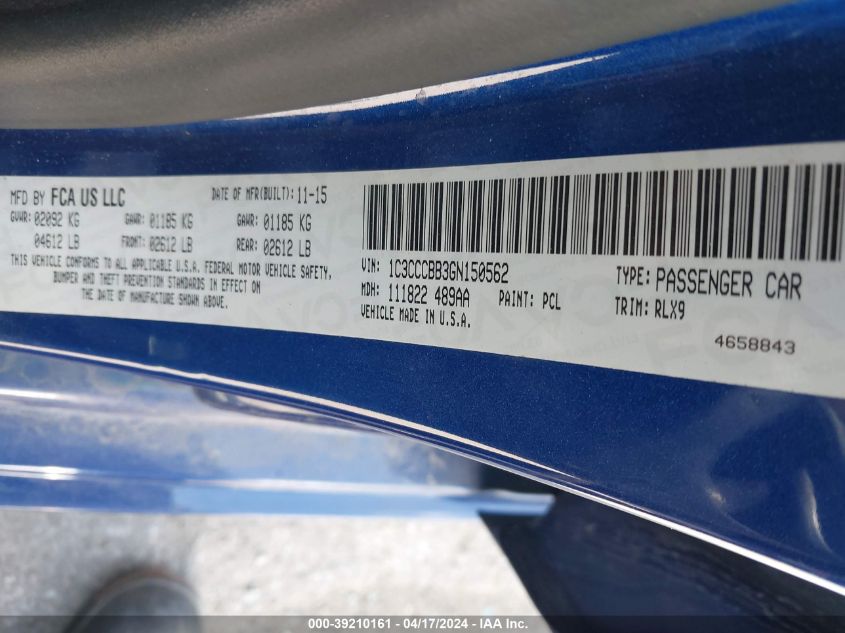 MFD BY FCA US LLC DATE OF MFR(BUILT): 11-15
GVWR: 02092 KG GAWR: 01185 KG GAWR: 01185 KG
04612 LB FRONT: 02612 LB REAR: 02612 LB
THIS VEHICLE CONFORMS TO ALL APPLICABLE U.S.A. FEDERAL MOTOR VEHICLE SAFETY,
BUMPER AND THEFT PREVENTION STANDARDS IN EFFECT ON THE
DATE OF MANUFACTURE SHOWN ABOVE.
VIN: 1C3CCCBB3GN150562 TYPE: PASSENGER CAR
MDH: 111822 489AA PAINT: PCL TRIM: RLX9
VEHICLE MADE IN U.S.A.
4658843
000-39210161 - 04/17/2024 - IAA Inc.